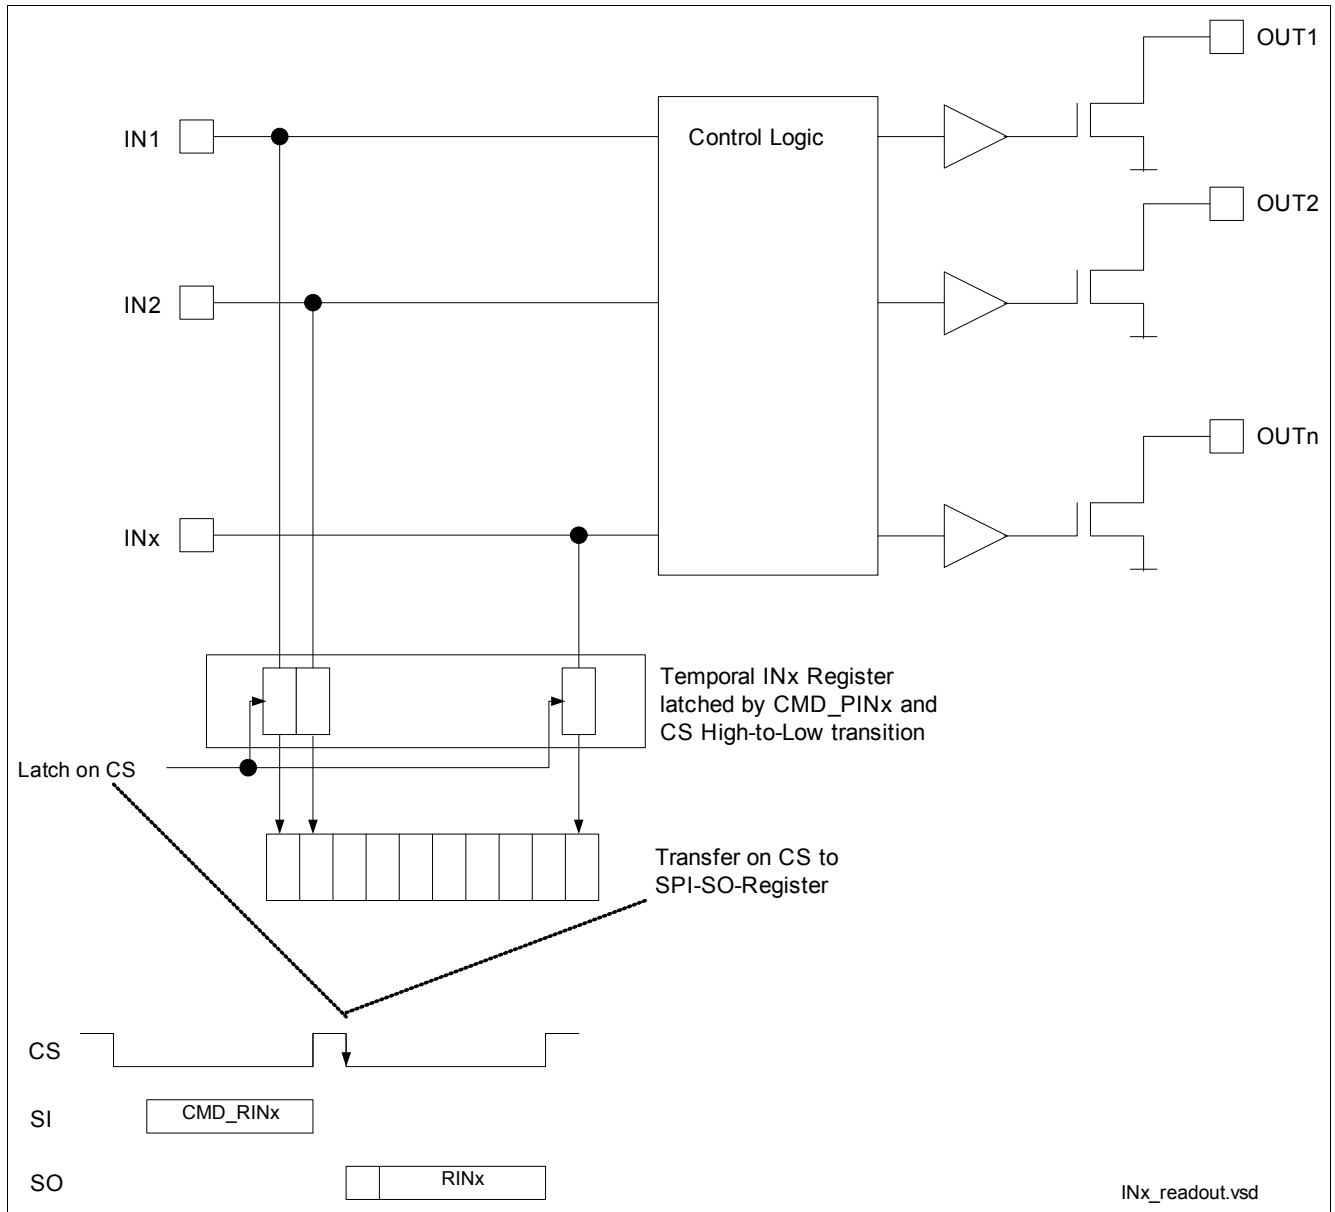 OUT1
IN1
Control Logic
OUT2
IN2
OUTn
INx
Temporal INx Register
latched by CMD_PINx and
CS High-to-Low transition
Latch on CS
Transfer on CS to
SPI-SO-Register
CS
SI
CMD_RINx
SO
RINx
INx_readout.vsd